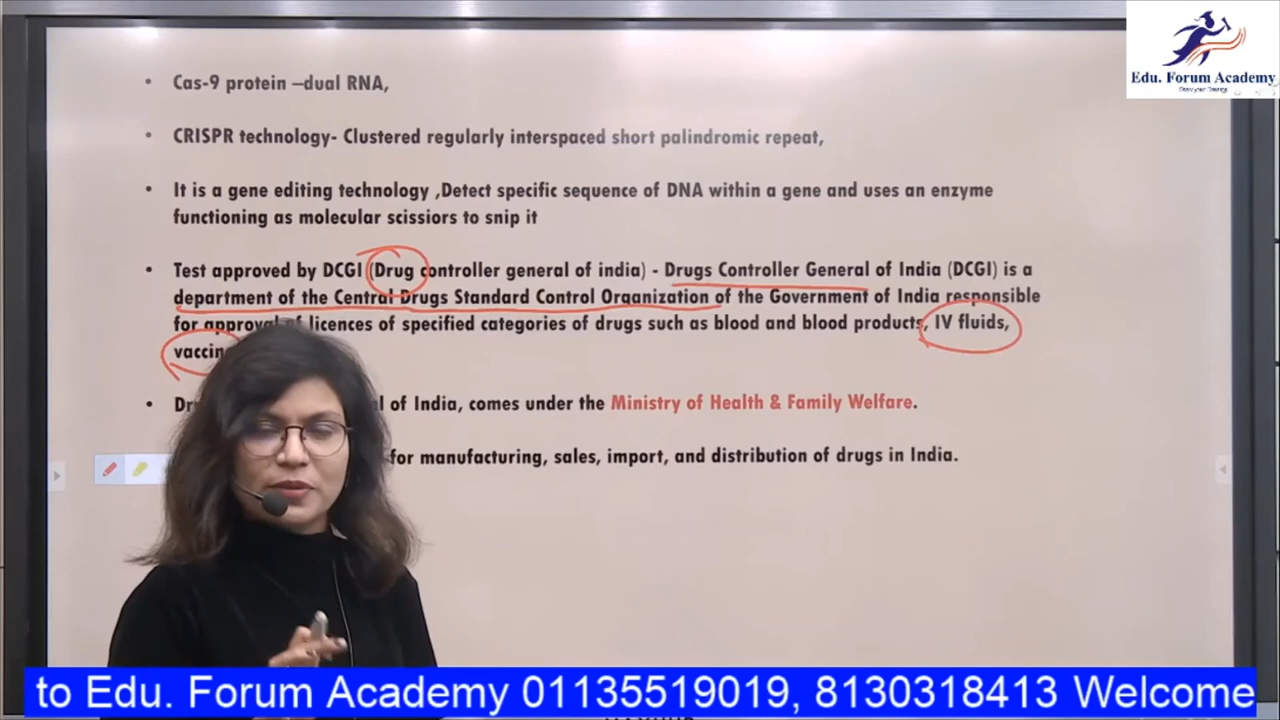 Edu. Forum Academy
• Cas-9 protein –dual RNA,
• CRISPR technology- Clustered regularly interspaced short palindromic repeat,
• It is a gene editing technology ,Detect specific sequence of DNA within a gene and uses an enzyme
functioning as molecular scissiors to snip it
• Test approved by DCGI (Drug controller general of india) - Drugs Controller General of India (DCGI) is a
department of the Central Drugs Standard Control Organization of the Government of India responsible
for approval of licences of specified categories of drugs such as blood and blood products, IV fluids,
• of India, comes under the Ministry of Health & Family Welfare.
for manufacturing, sales, import, and distribution of drugs in India.
to Edu. Forum Academy 01135519019, 8130318413 Welcome